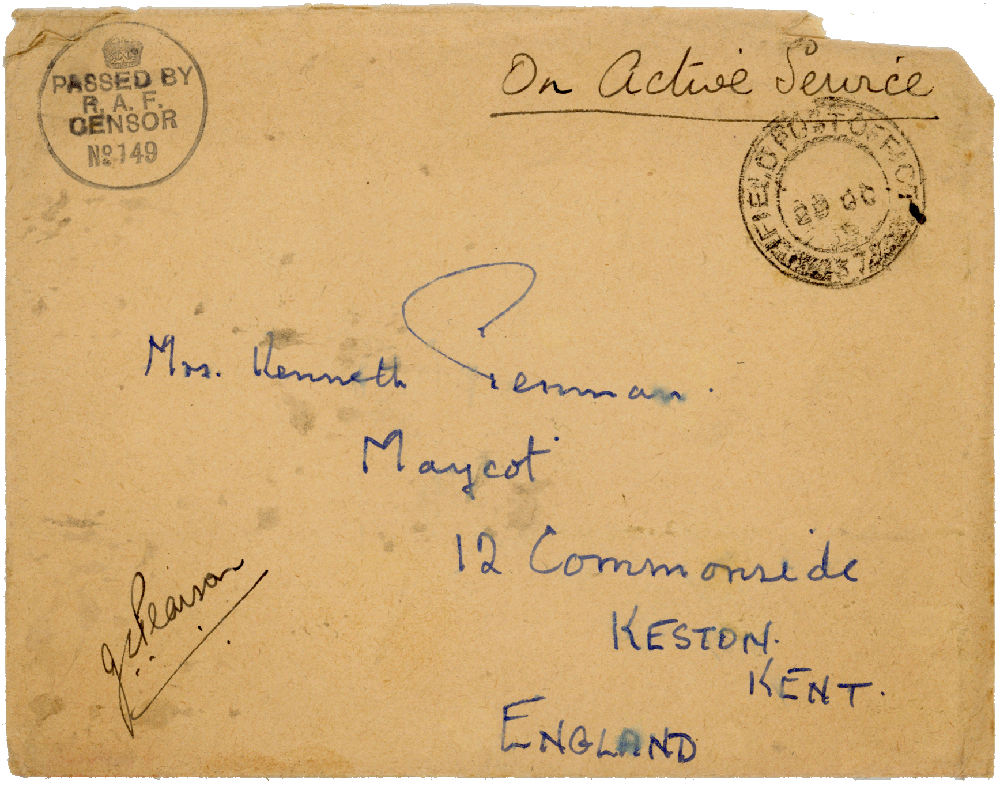 PASSED BY
R. A. F.
CENSOR
No 149
On Active Service
FIELD POST OFFICE
Mrs. Kenneth Penman.
Maycot
12 Commonside
KESTON.
KENT.
ENGLAND
J C Pearson